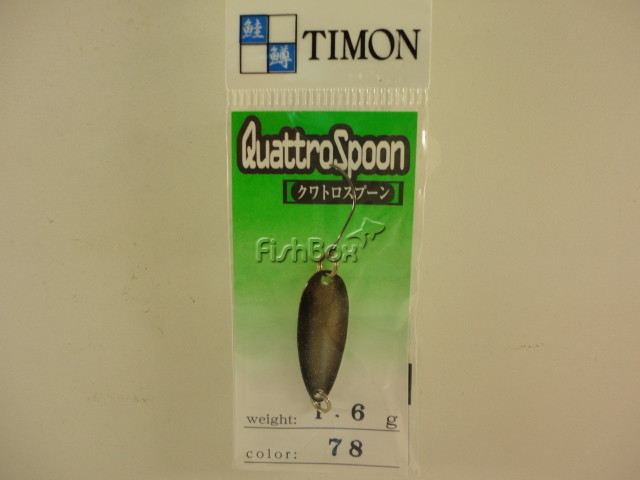 鮭
鱒
TIMON
QuattroSpoon
【クワトロスプーン】
FishBox
weight: 1.6 g
color: 78